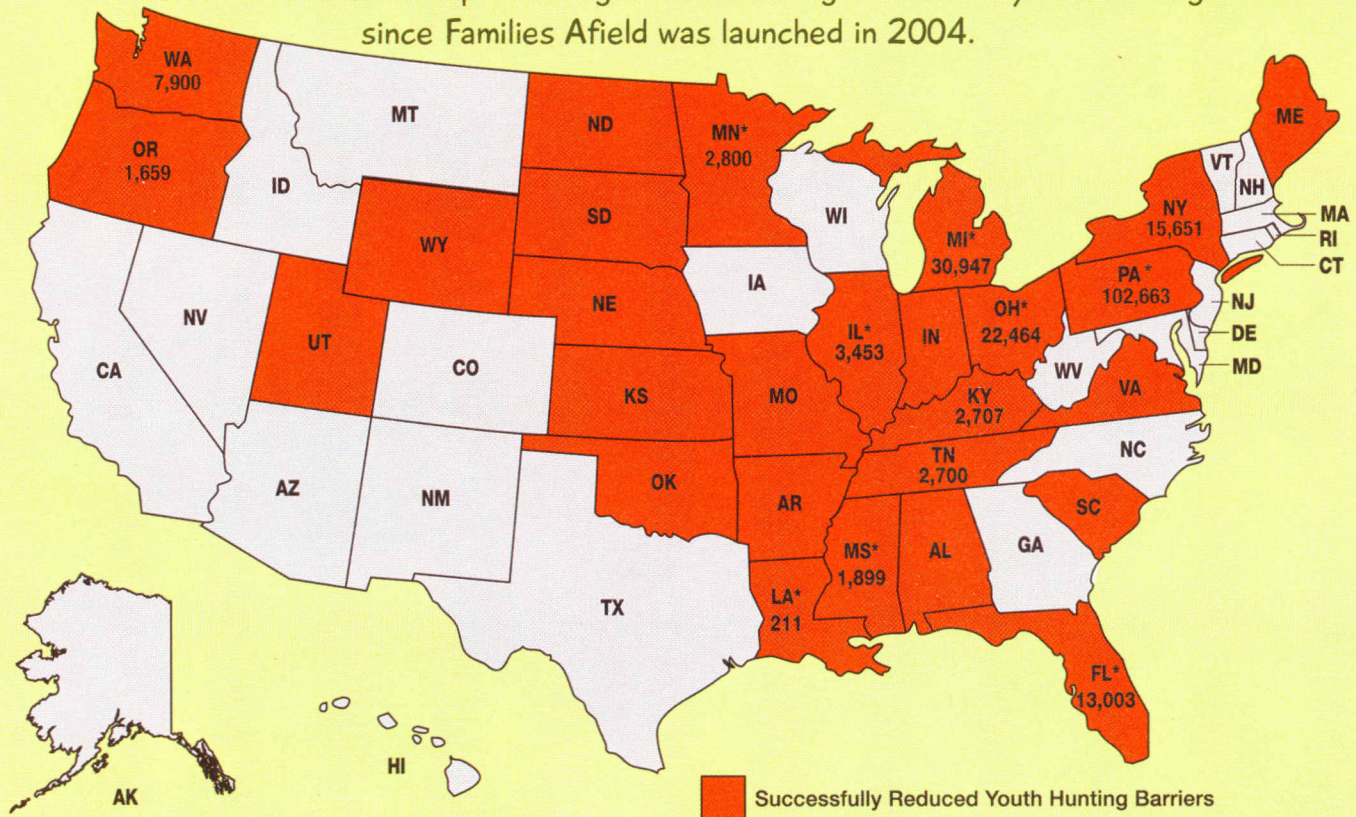 since Families Afield was launched in 2004.
WA
7,900
OR
1,659
MT
ID
ND
MN*
2,800
SD
WY
WI
MI*
30,947
ME
VT
NH
NY
15,651
MA
RI
CT
PA*
102,663
NJ
DE
MD
IA
NE
NV
UT
CO
CA
IL*
3,453
IN
OH*
22,464
WV
VA
KS
MO
KY
2,707
TN
2,700
NC
AZ
NM
OK
AR
SC
MS*
1,899
AL
GA
TX
LA*
211
FL*
13,003
HI
AK
Successfully Reduced Youth Hunting Barriers